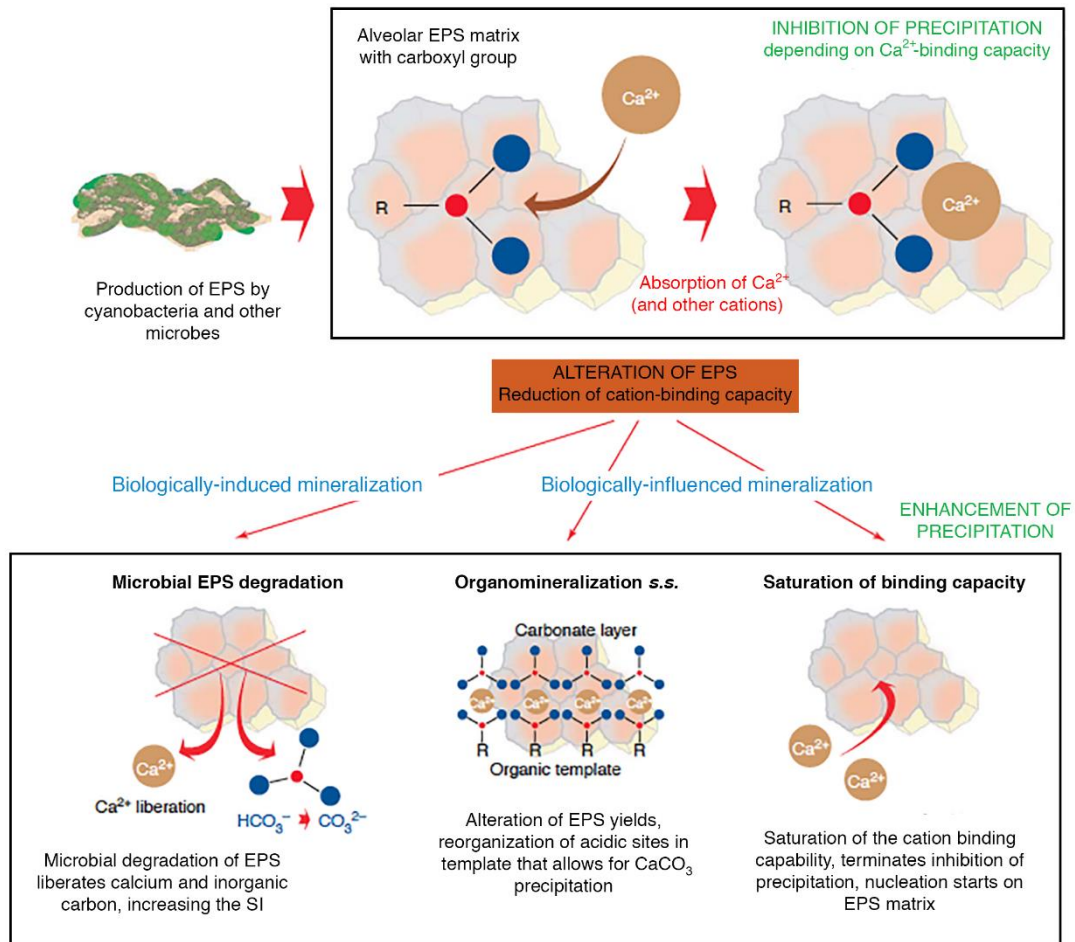 Alveolar EPS matrix
with carboxyl group
INHIBITION OF PRECIPITATION
depending on Ca²⁺-binding capacity
Ca²⁺
R
R
Ca²⁺
Production of EPS by
cyanobacteria and other
microbes
Absorption of Ca²⁺
(and other cations)
ALTERATION OF EPS
Reduction of cation-binding capacity
Biologically-induced mineralization
Biologically-influenced mineralization
ENHANCEMENT OF
PRECIPITATION
Microbial EPS degradation
Ca²⁺
Ca²⁺ liberation
HCO₃⁻ CO₃²⁻
Microbial degradation of EPS
liberates calcium and inorganic
carbon, increasing the SI
Organomineralization s.s.
Carbonate layer
Ca²⁺ Ca²⁺ Ca²⁺ Ca²⁺
R R R R
Organic template
Alteration of EPS yields,
reorganization of acidic sites in
template that allows for CaCO₃
precipitation
Saturation of binding capacity
Ca²⁺
Ca²⁺
Saturation of the cation binding
capability, terminates inhibition of
precipitation, nucleation starts on
EPS matrix